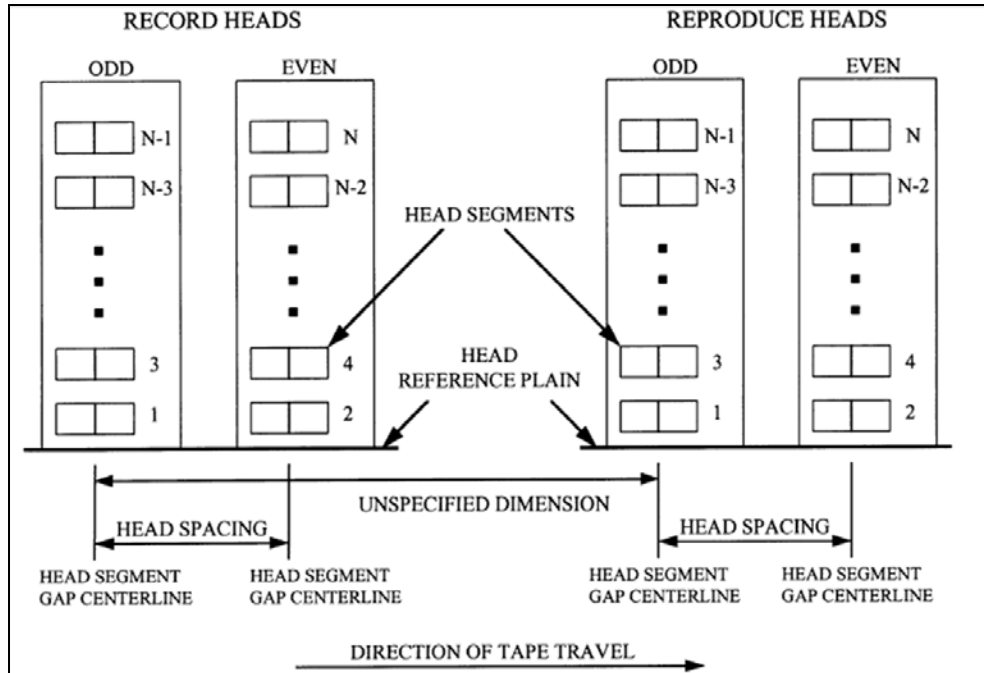 RECORD HEADS
REPRODUCE HEADS
ODD
EVEN
ODD
EVEN
N-1
N
N-1
N
N-3
N-2
N-3
N-2
HEAD SEGMENTS
3
4
HEAD
REFERENCE PLAIN
3
4
1
2
1
2
UNSPECIFIED DIMENSION
HEAD SPACING
HEAD SPACING
HEAD SEGMENT
GAP CENTERLINE
HEAD SEGMENT
GAP CENTERLINE
HEAD SEGMENT
GAP CENTERLINE
HEAD SEGMENT
GAP CENTERLINE
DIRECTION OF TAPE TRAVEL